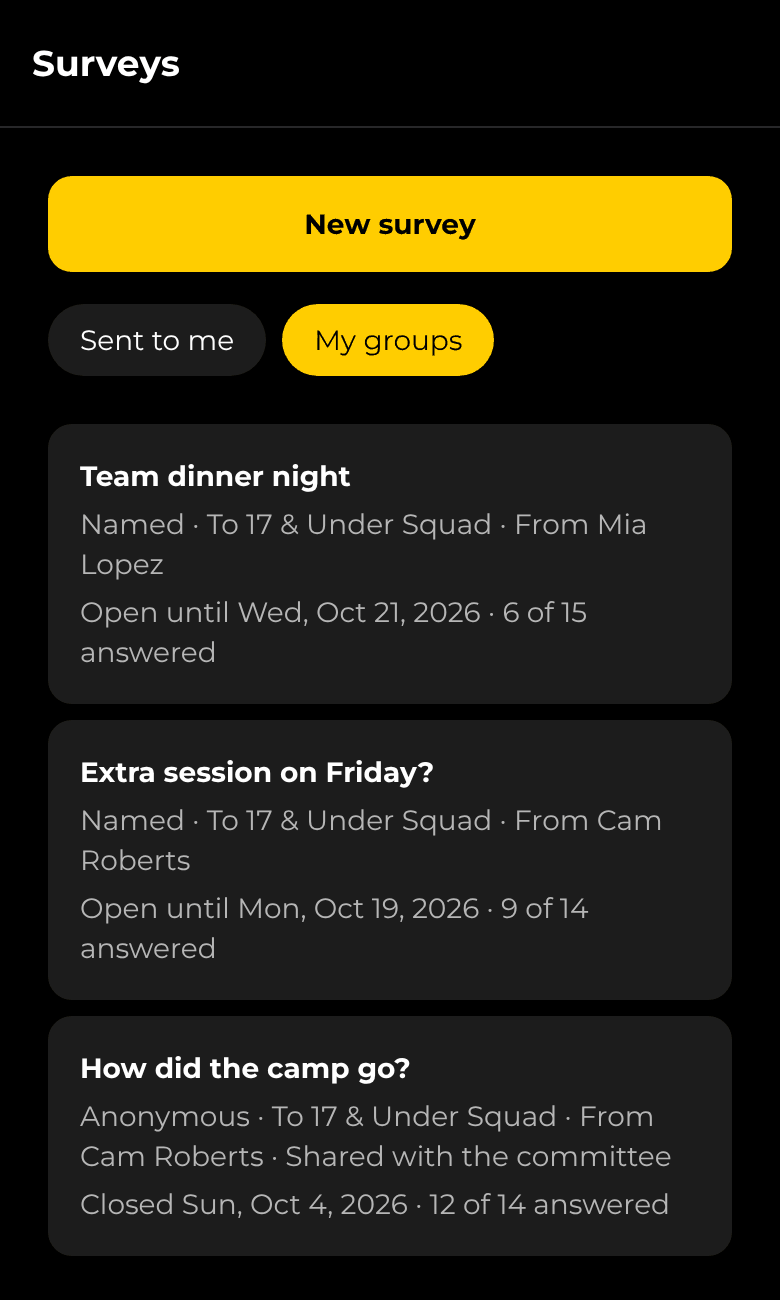 Surveys
New survey
Sent to me
My groups
Team dinner night
Named · To 17 & Under Squad · From Mia
Lopez
Open until Wed, Oct 21, 2026 · 6 of 15
answered
Extra session on Friday?
Named · To 17 & Under Squad · From Cam
Roberts
Open until Mon, Oct 19, 2026 · 9 of 14
answered
How did the camp go?
Anonymous · To 17 & Under Squad · From
Cam Roberts · Shared with the committee
Closed Sun, Oct 4, 2026 · 12 of 14 answered